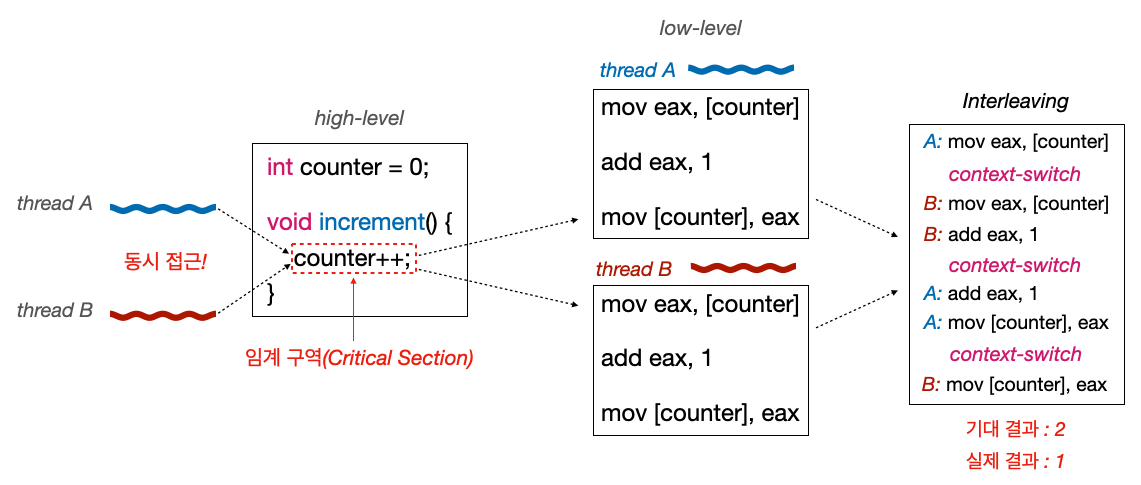 thread A
동시 접근!
thread B
high-level
int counter = 0;
void increment() {
counter++;
}
임계 구역(Critical Section)
low-level
thread A
mov eax, [counter]
add eax, 1
mov [counter], eax
thread B
mov eax, [counter]
add eax, 1
mov [counter], eax
Interleaving
A: mov eax, [counter]
context-switch
B: mov eax, [counter]
B: add eax, 1
context-switch
A: add eax, 1
A: mov [counter], eax
context-switch
B: mov [counter], eax
기대 결과 : 2
실제 결과 : 1